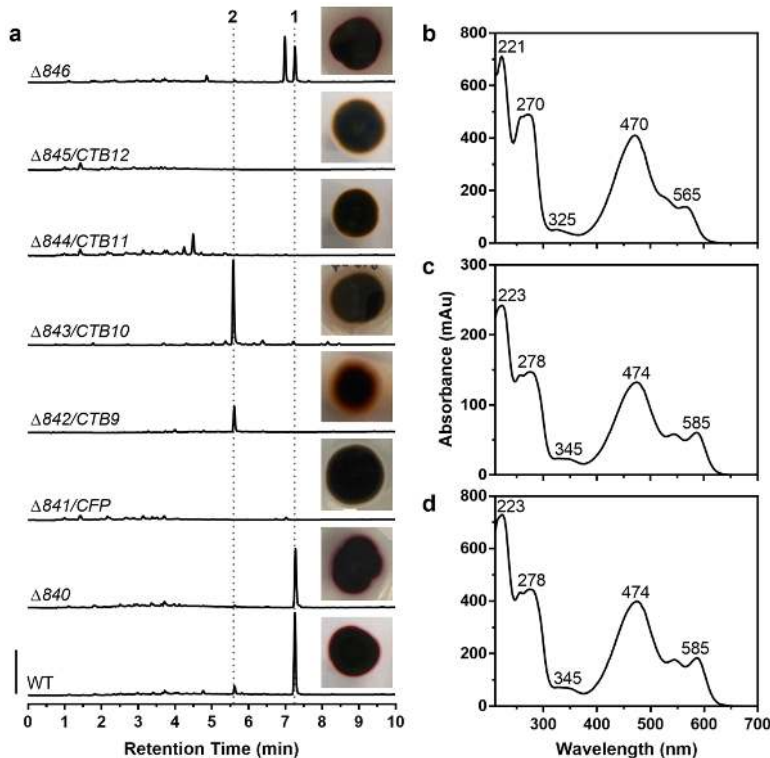 a
2 1
Δ846
Δ845/CTB12
Δ844/CTB11
Δ843/CTB10
Δ842/CTB9
Δ841/CFP
Δ840
WT
0 1 2 3 4 5 6 7 8 9 10
Retention Time (min)
b
800
600
400
200
0
221
270
325
470
565
c
Absorbance (mAu)
300
200
100
0
223
278
345
474
585
d
800
600
400
200
0
223
278
345
474
585
300 400 500 600 700
Wavelength (nm)